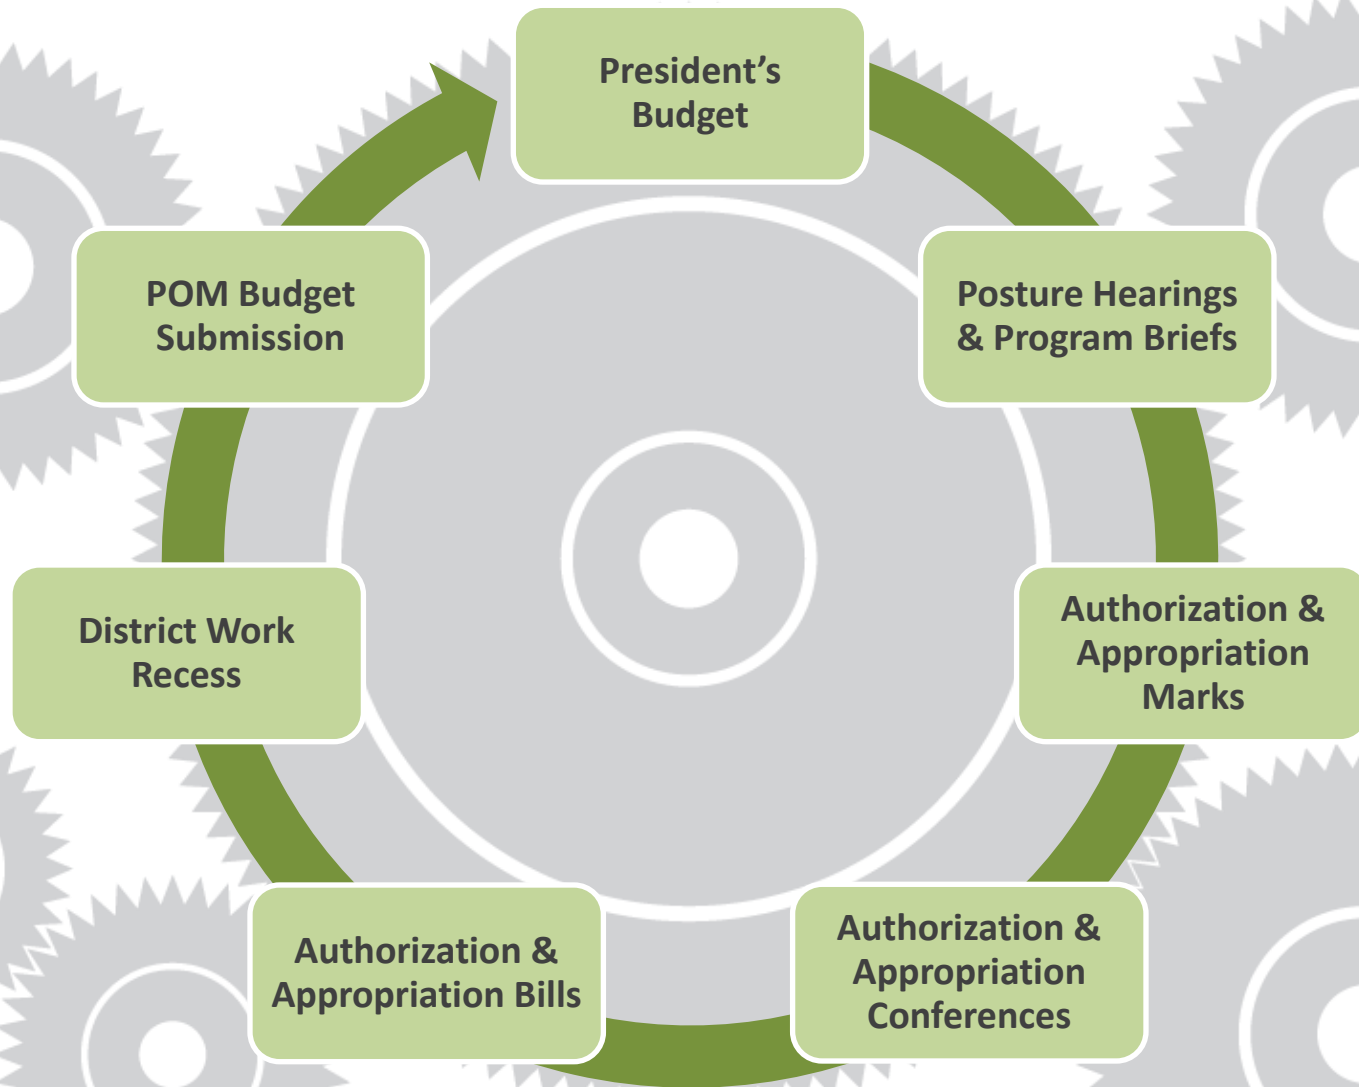 President’s
Budget
Posture Hearings
& Program Briefs
Authorization &
Appropriation
Marks
Authorization &
Appropriation
Conferences
Authorization &
Appropriation Bills
District Work
Recess
POM Budget
Submission